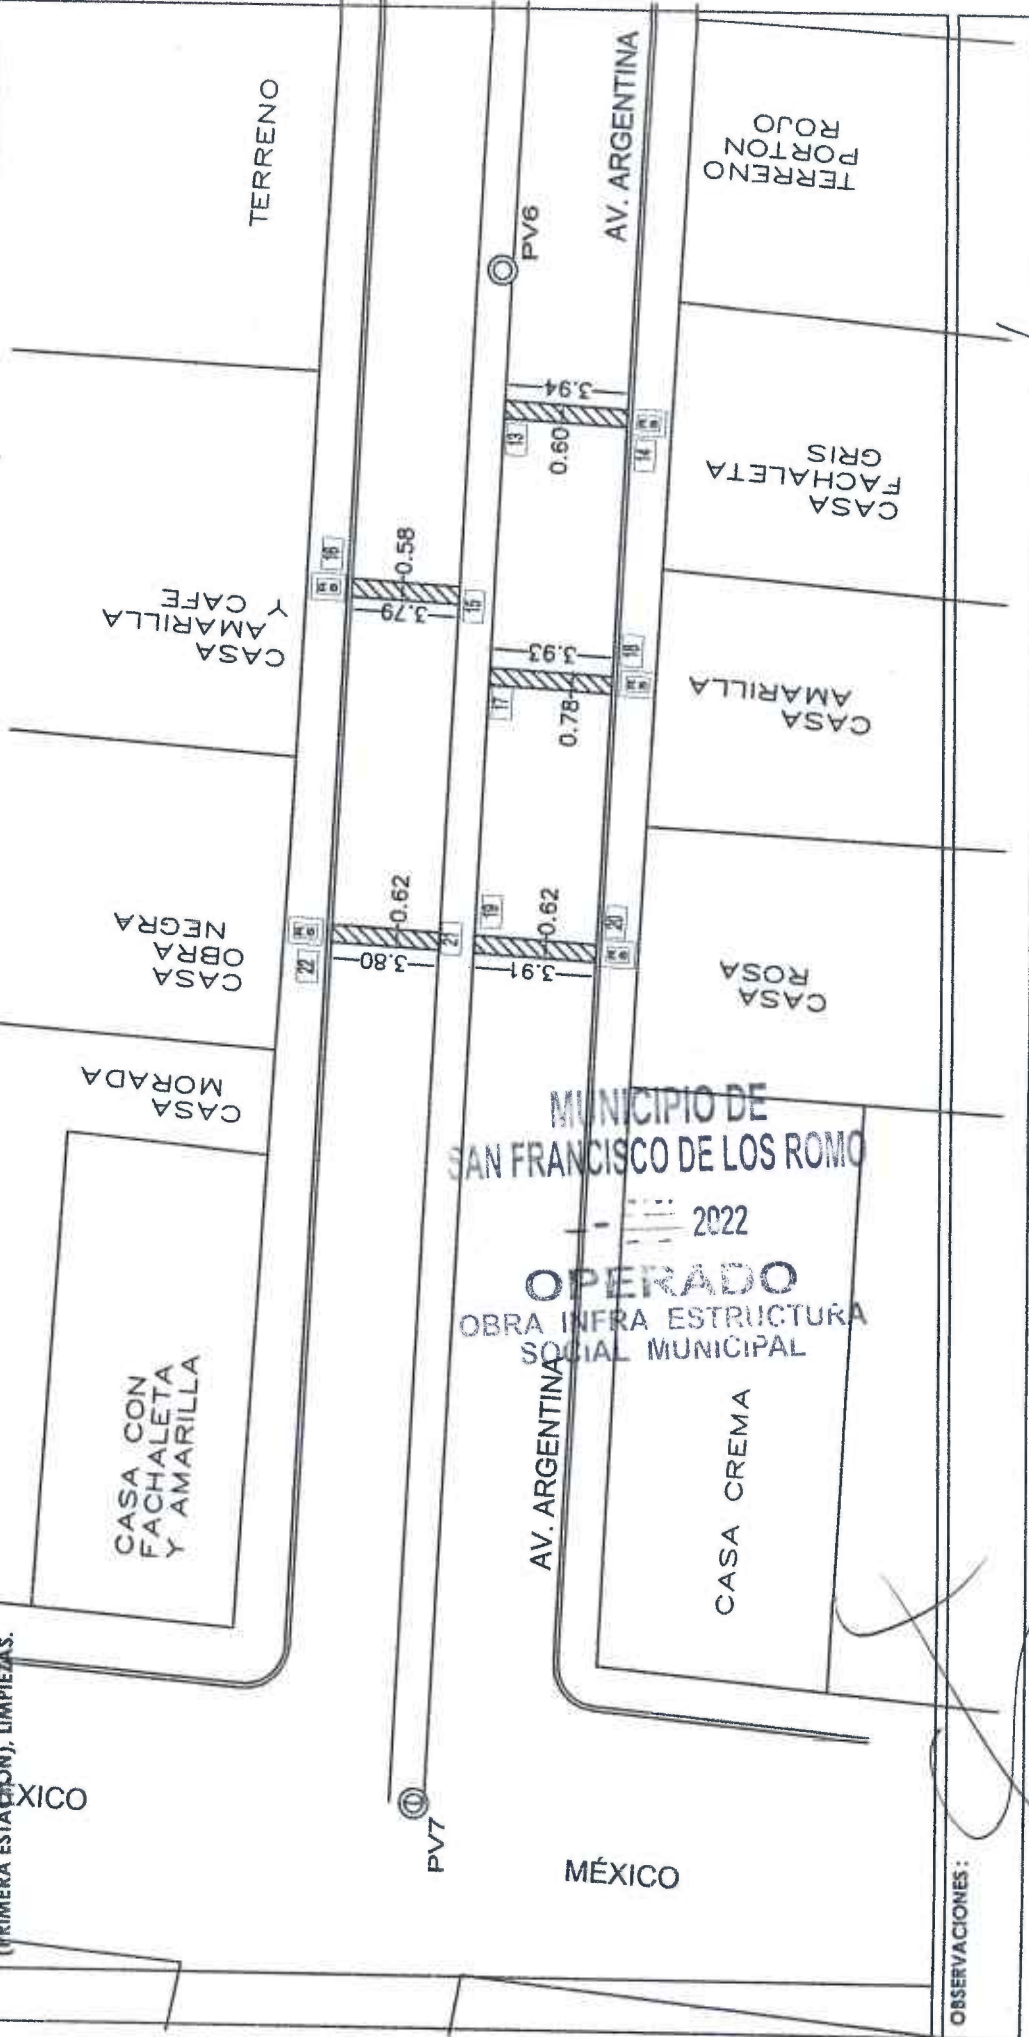 (PRIMERA ESTACIÓN), LIMPIEZAS.
TERRENO
AV. ARGENTINA
TERRENO
PORTON
ROJO
PV6
3.94
0.60
13
14
CASA
FACHALETA
GRIS
CASA
AMARILLA
Y CAFE
16
0.58
3.79
15
3.93
0.78
17
18
CASA
AMARILLA
CASA
OBRA
NEGRA
22
0.62
3.80
21
19
0.62
3.91
20
CASA
ROSA
CASA
MORADA
MUNICIPIO DE
SAN FRANCISCO DE LOS ROMO
2022
OPERADO
OBRA INFRA ESTRUCTURA
SOCIAL MUNICIPAL
CASA CON
FACHALETA
Y AMARILLA
AV. ARGENTINA
CASA CREMA
EXICO
PV7
MÉXICO
OBSERVACIONES: